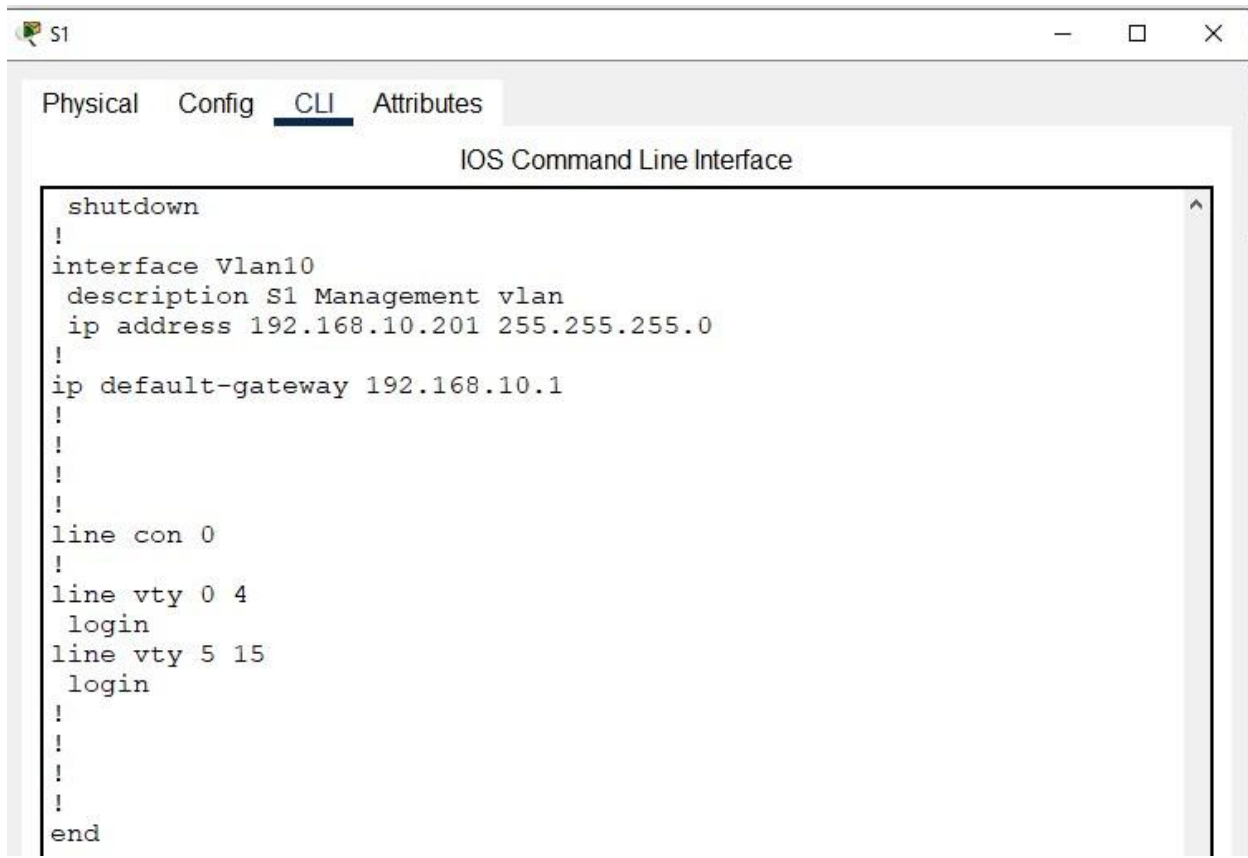 S1
Physical Config CLI Attributes
IOS Command Line Interface
shutdown
!
interface Vlan10
description S1 Management vlan
ip address 192.168.10.201 255.255.255.0
!
ip default-gateway 192.168.10.1
!
!
!
!
line con 0
!
line vty 0 4
login
line vty 5 15
login
!
!
!
!
end